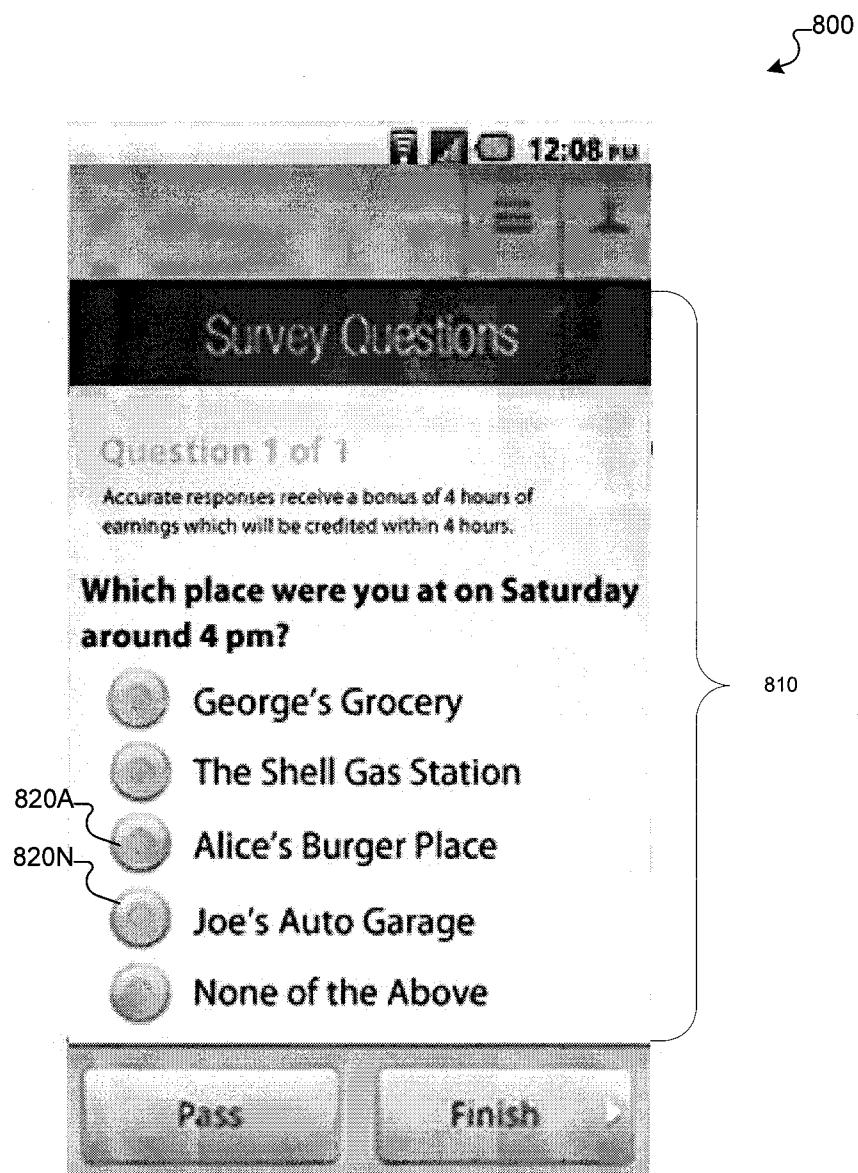 800
12:08 PM
Survey Questions
Question 1 of 1
Accurate responses receive a bonus of 4 hours of
earnings which will be credited within 4 hours.
Which place were you at on Saturday
around 4 pm?
George's Grocery
The Shell Gas Station
820A
Alice's Burger Place
820N
Joe's Auto Garage
None of the Above
810
Pass
Finish